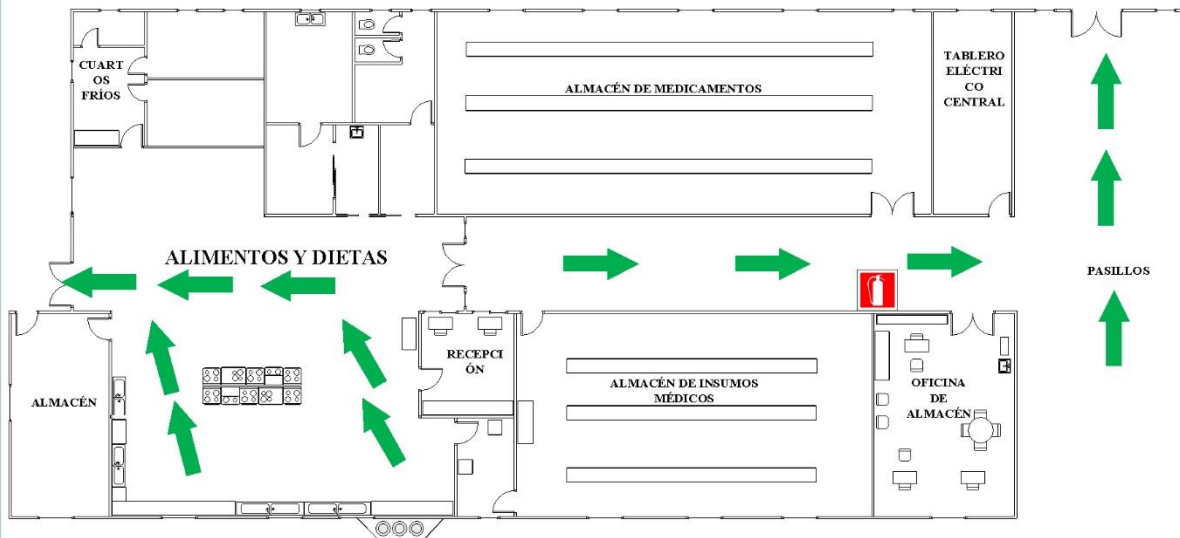 CUART
OS
FRÍOS
ALMACÉN DE MEDICAMENTOS
TABLERO
ELÉCTRI
CO
CENTRAL
ALIMENTOS Y DIETAS
PASILLOS
RECEPCI
ÓN
ALMACÉN
ALMACÉN DE INSUMOS
MÉDICOS
OFICINA
DE
ALMACÉN